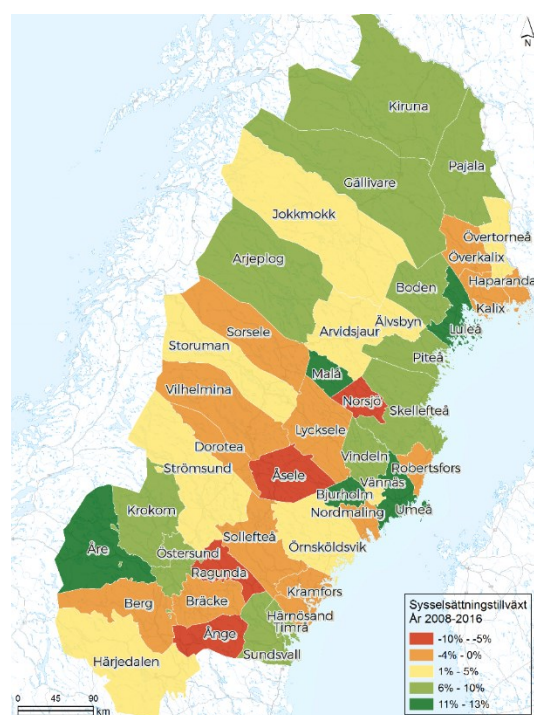 N
Kiruna
Pajala
Gällivare
Jokkmokk
Övertorneå
Överkalix
Arjeplog
Haparanda
Boden
Kalix
Älvsbyn
Luleå
Arvidsjaur
Sorsele
Storuman
Piteå
Malå
Norsjö
Vilhelmina
Skellefteå
Lycksele
Dorotea
Vindeln
Robertsfors
Strömsund
Åsele
Vännäs
Bjurholm
Umeå
Krokom
Nordmaling
Sollefteå
Åre
Östersund
Örnsköldsvik
Ragunda
Kramfors
Berg
Bräcke
Härnösand
Timrå
Ånge
Sundsvall
Härjedalen
Sysselsättningstillväxt
År 2008-2016
-10% - -5%
-4% - 0%
1% - 5%
6% - 10%
11% - 13%
0 45 90
km